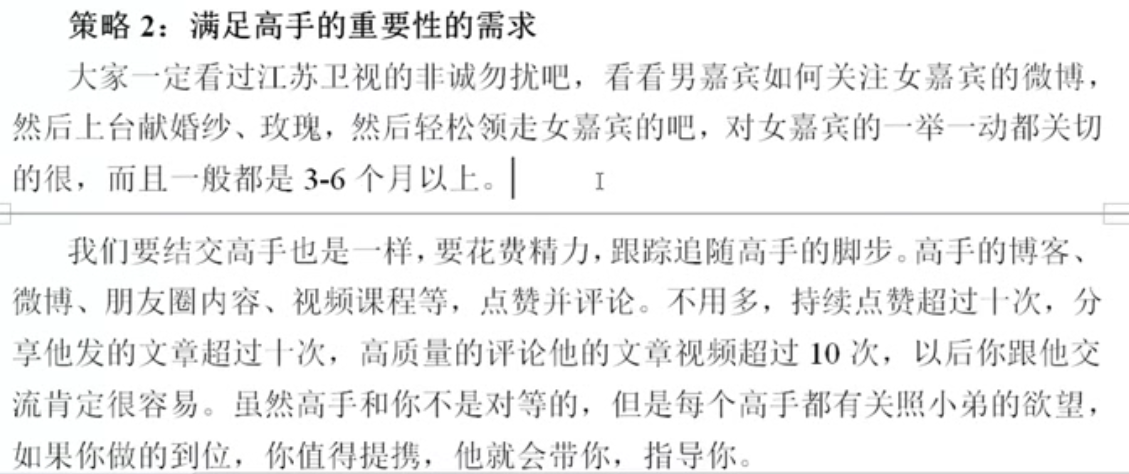 策略 2：满足高手的重要性的需求
大家一定看过江苏卫视的非诚勿扰吧，看看男嘉宾如何关注女嘉宾的微博，
然后上台献婚纱、玫瑰，然后轻松领走女嘉宾的吧，对女嘉宾的一举一动都关切
的很，而且一般都是 3-6 个月以上。
我们要结交高手也是一样，要花费精力，跟踪追随高手的脚步。高手的博客、
微博、朋友圈内容、视频课程等，点赞并评论。不用多，持续点赞超过十次，分
享他发的文章超过十次，高质量的评论他的文章视频超过 10 次，以后你跟他交
流肯定很容易。虽然高手和你不是对等的，但是每个高手都有关照小弟的欲望，
如果你做的到位，你值得提携，他就会带你，指导你。